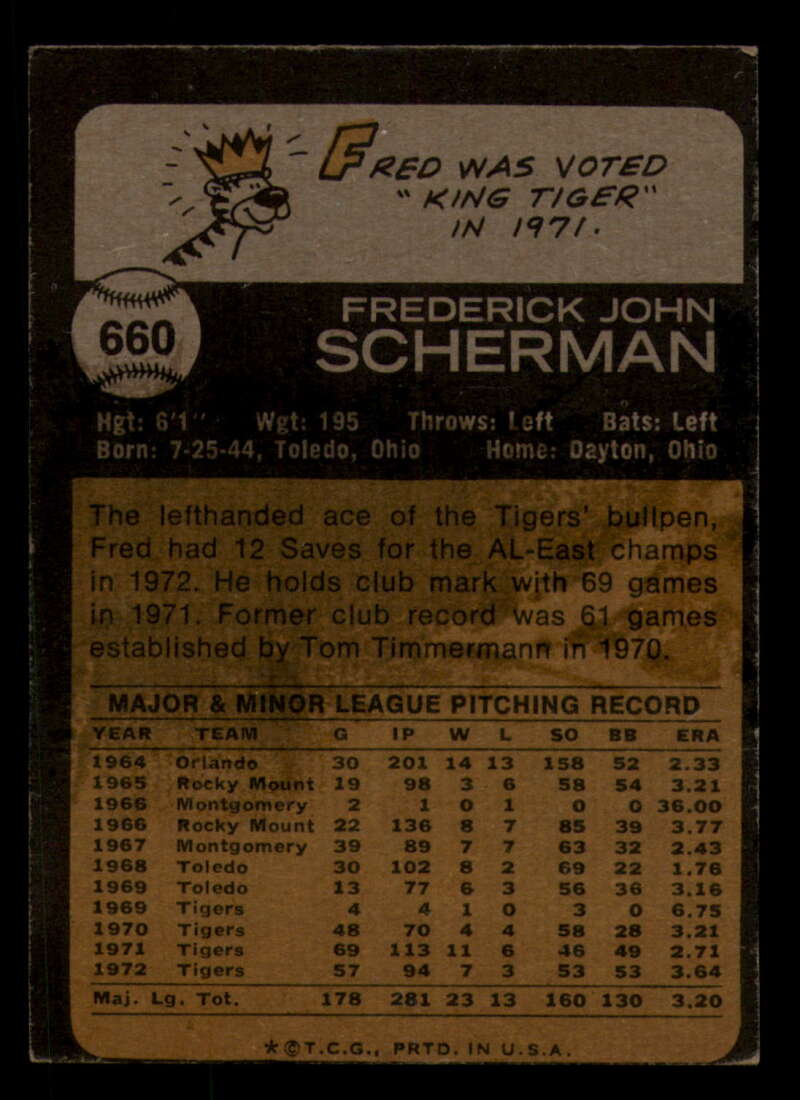 FRED WAS VOTED
"KING TIGER"
IN 1971.
660
FREDERICK JOHN
SCHERMAN
Hgt: 6'1" Wgt: 195 Throws: Left Bats: Left
Born: 7-25-44, Toledo, Ohio Home: Dayton, Ohio
The lefthanded ace of the Tigers' bullpen,
Fred had 12 Saves for the AL-East champs
in 1972. He holds club mark with 69 games
in 1971. Former club record was 61 games
established by Tom Timmermann in 1970.
MAJOR & MINOR LEAGUE PITCHING RECORD
YEAR TEAM G IP W L SO BB ERA
1964 Orlando 30 201 14 13 158 52 2.33
1965 Rocky Mount 19 98 3 6 58 54 3.21
1966 Montgomery 2 1 0 1 0 0 36.00
1966 Rocky Mount 22 136 8 7 85 39 3.77
1967 Montgomery 39 89 7 7 63 32 2.43
1968 Toledo 30 102 8 2 69 22 1.76
1969 Toledo 13 77 6 3 56 36 3.16
1969 Tigers 4 4 1 0 3 0 6.75
1970 Tigers 48 70 4 4 58 28 3.21
1971 Tigers 69 113 11 6 46 49 2.71
1972 Tigers 57 94 7 3 53 53 3.64
Maj. Lg. Tot. 178 281 23 13 160 130 3.20
*©T.C.G., PRTD. IN U.S.A.